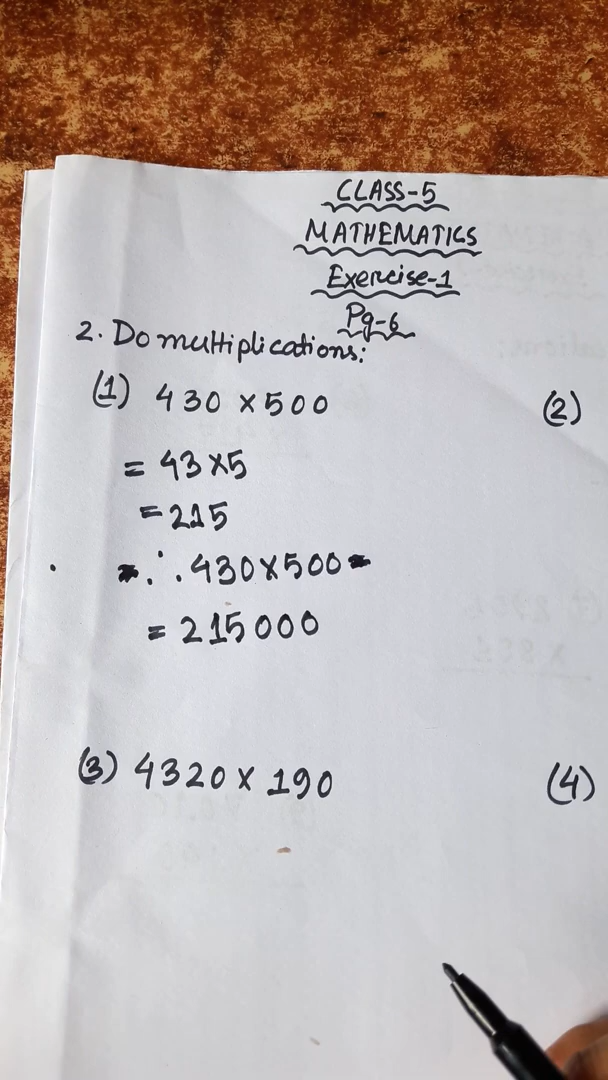 CLASS-5
MATHEMATICS
Exercise-1
Pg-6
2. Do multiplications:
(1) 430 × 500
(2)
= 43 × 5
= 215
∴ 430 × 500
= 215000
(3) 4320 × 190
(4)